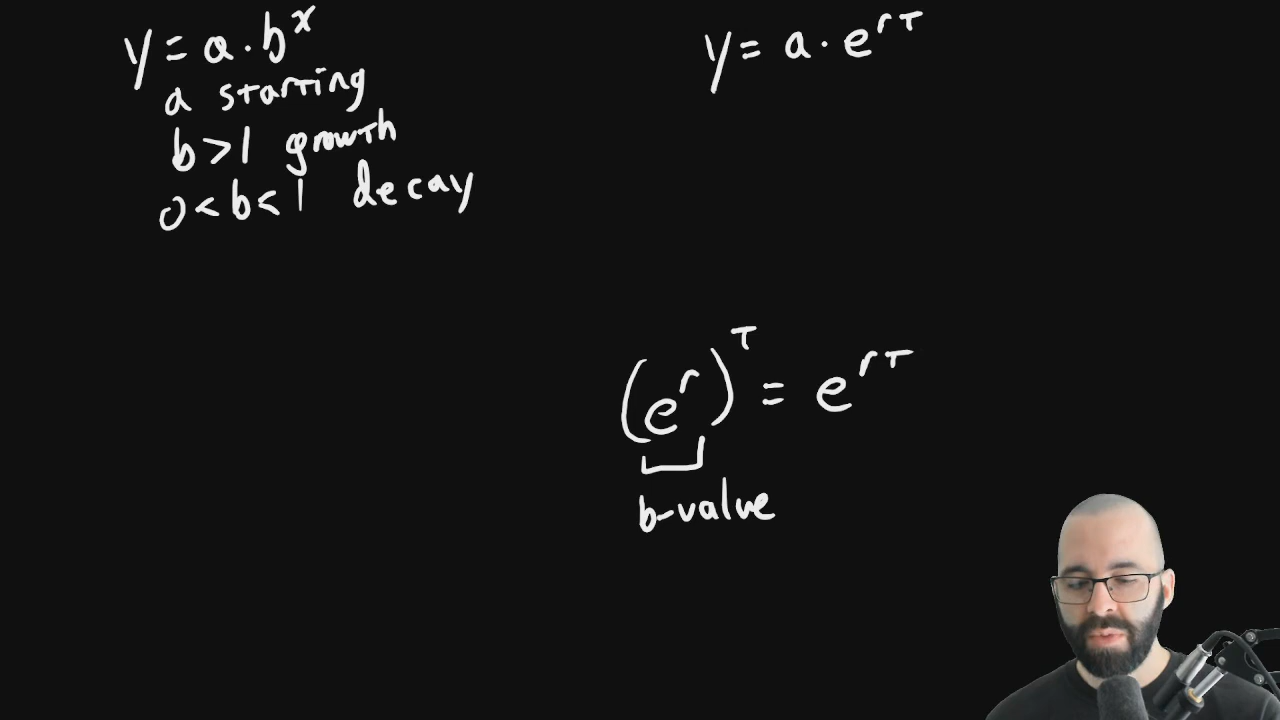 y = a · b^x
a starting
b > 1 growth
0 < b < 1 decay
y = a · e^rT
(e^r)^T = e^rT
b-value